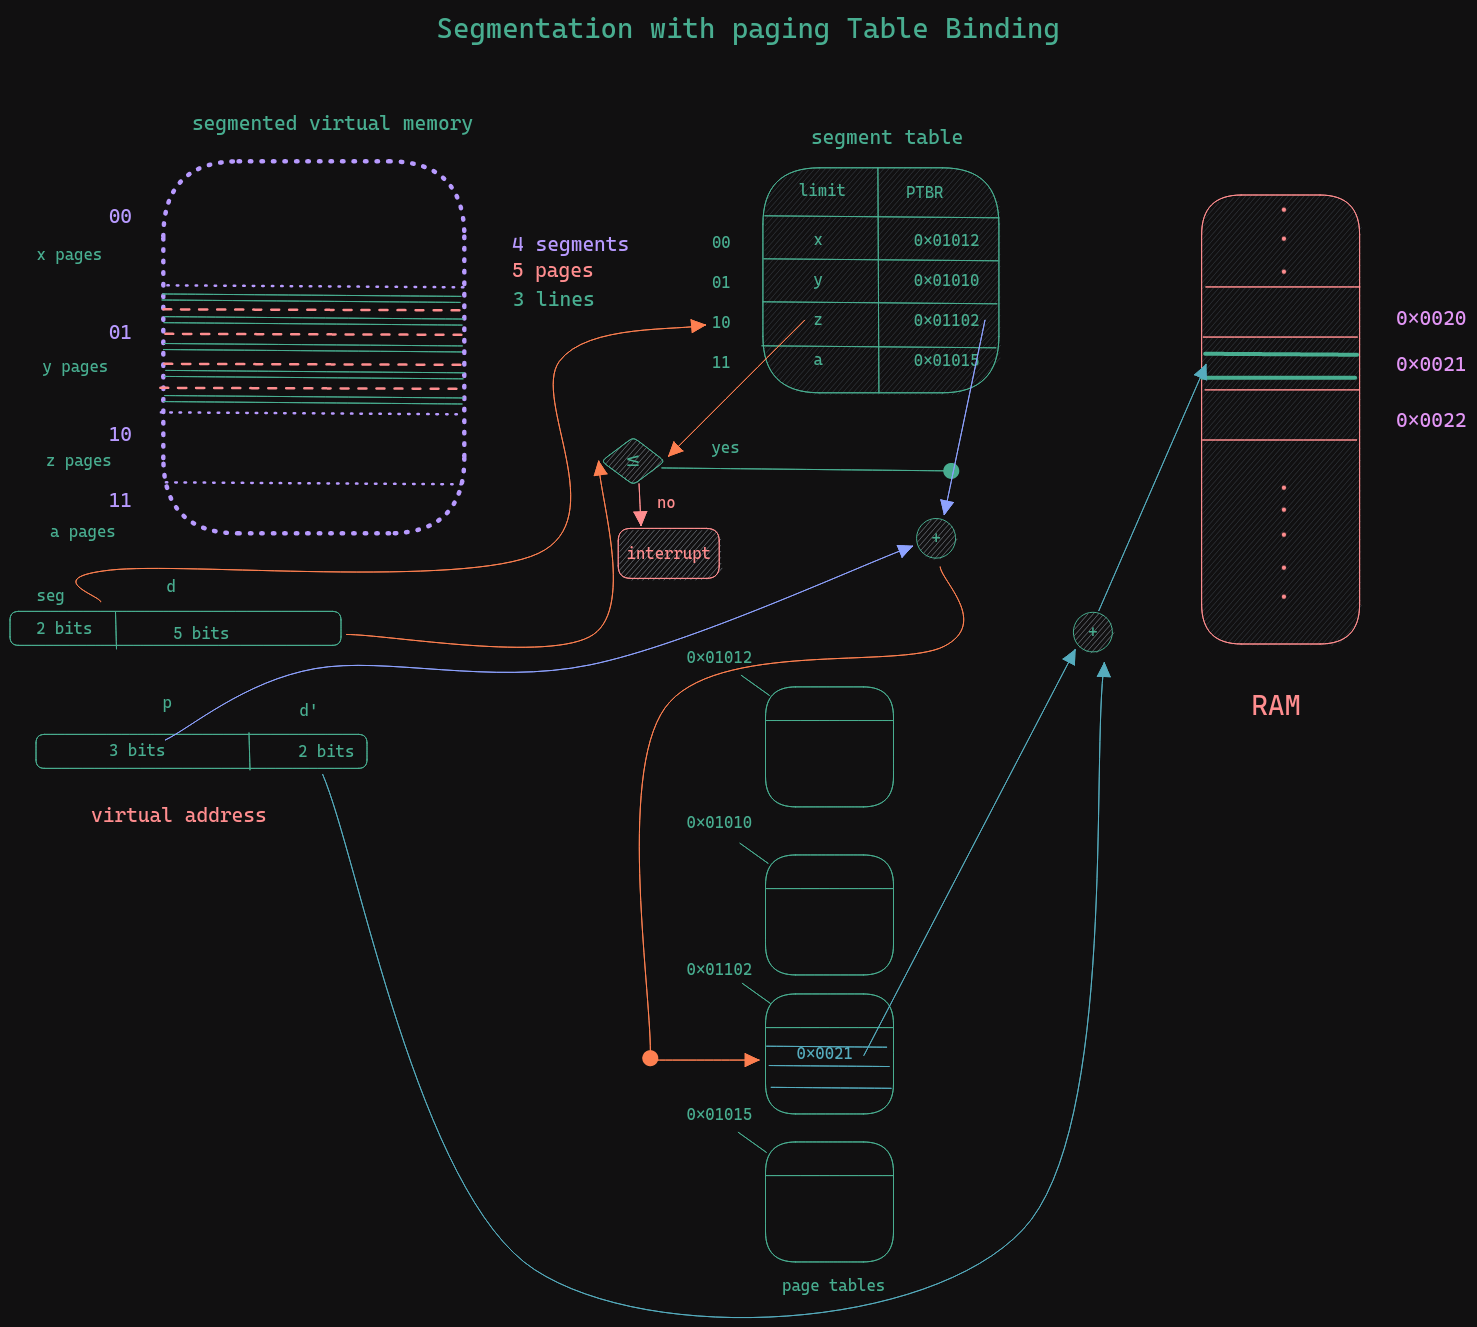 Segmentation with paging Table Binding
segmented virtual memory
00
x pages
01
y pages
10
z pages
11
a pages
4 segments
5 pages
3 lines
segment table
limit PTBR
00 x 0×01012
01 y 0×01010
10 z 0×01102
11 a 0×01015
≤
yes
no
interrupt
+
seg d
2 bits 5 bits
p d'
3 bits 2 bits
virtual address
0×01012
0×01010
0×01102
0×0021
0×01015
page tables
+
0×0020
0×0021
0×0022
RAM